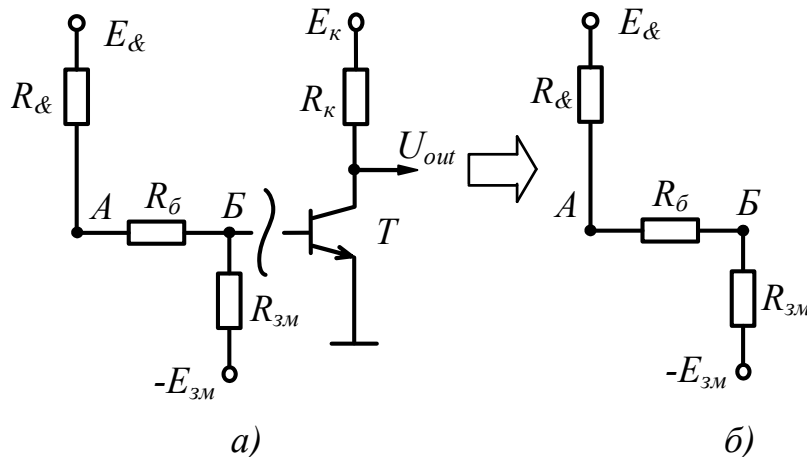 E& Eк E&
R& Rк R&
Uout
А Rб Б Т А Rб Б
Rзм Rзм
-Eзм -Eзм
а) б)